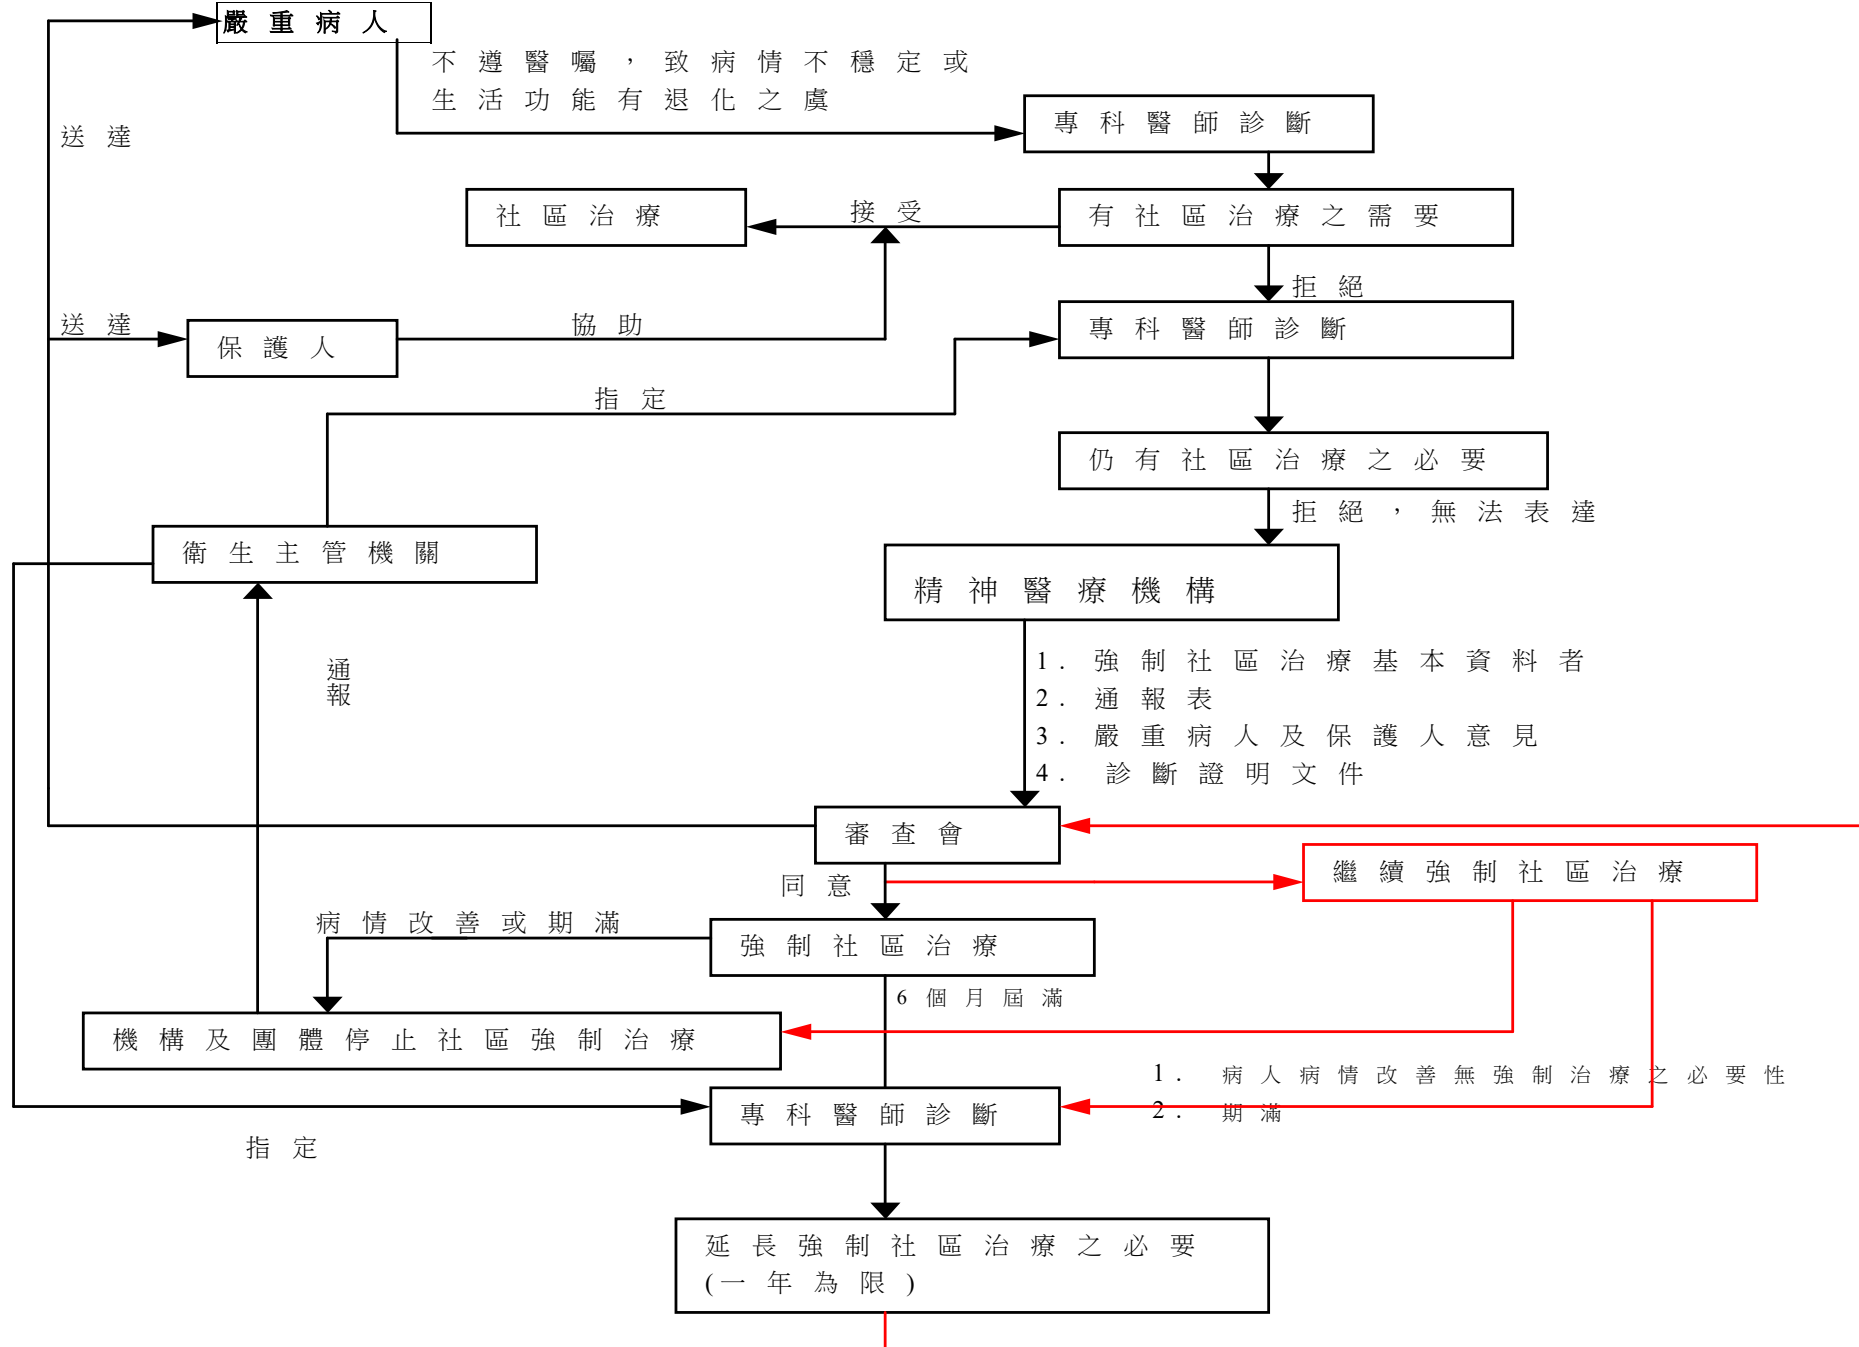 嚴重病人
不遵醫囑，致病情不穩定或
生活功能有退化之虞
送達
專科醫師診斷
社區治療
接受
有社區治療之需要
拒絕
送達
保護人
協助
專科醫師診斷
指定
仍有社區治療之必要
拒絕，無法表達
衛生主管機關
精神醫療機構
通報
1. 強制社區治療基本資料者
2. 通報表
3. 嚴重病人及保護人意見
4. 診斷證明文件
審查會
同意
繼續強制社區治療
病情改善或期滿
強制社區治療
6個月屆滿
機構及團體停止社區強制治療
1. 病人病情改善無強制治療之必要性
2. 期滿
專科醫師診斷
指定
延長強制社區治療之必要
(一年為限)